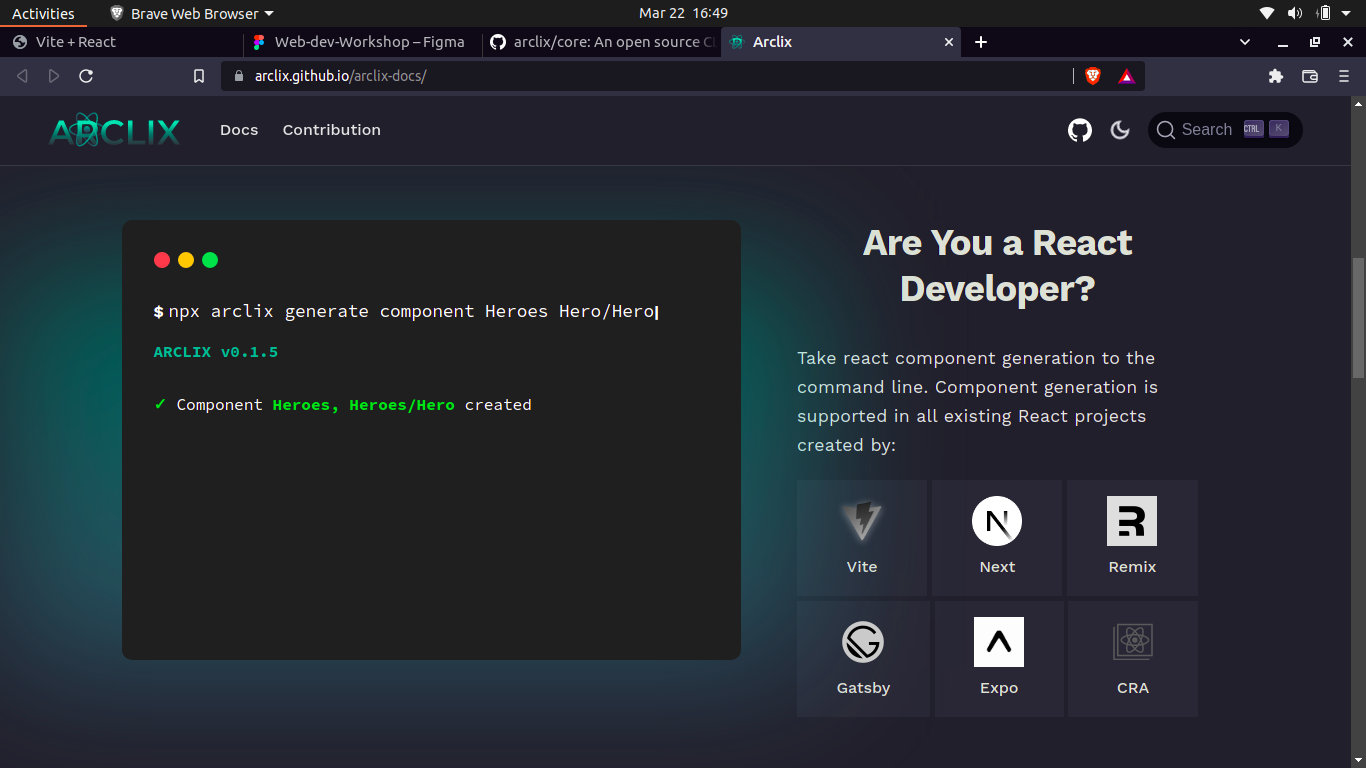 Activities Brave Web Browser Mar 22 16:49
Vite + React Web-dev-Workshop – Figma arclix/core: An open source Arclix
arclix.github.io/arclix-docs/
ARCLIX Docs Contribution Search CTRL K
Are You a React
Developer?
$ npx arclix generate component Heroes Hero/Hero
ARCLIX v0.1.5
✓ Component Heroes, Heroes/Hero created
Take react component generation to the
command line. Component generation is
supported in all existing React projects
created by:
Vite Next Remix
Gatsby Expo CRA